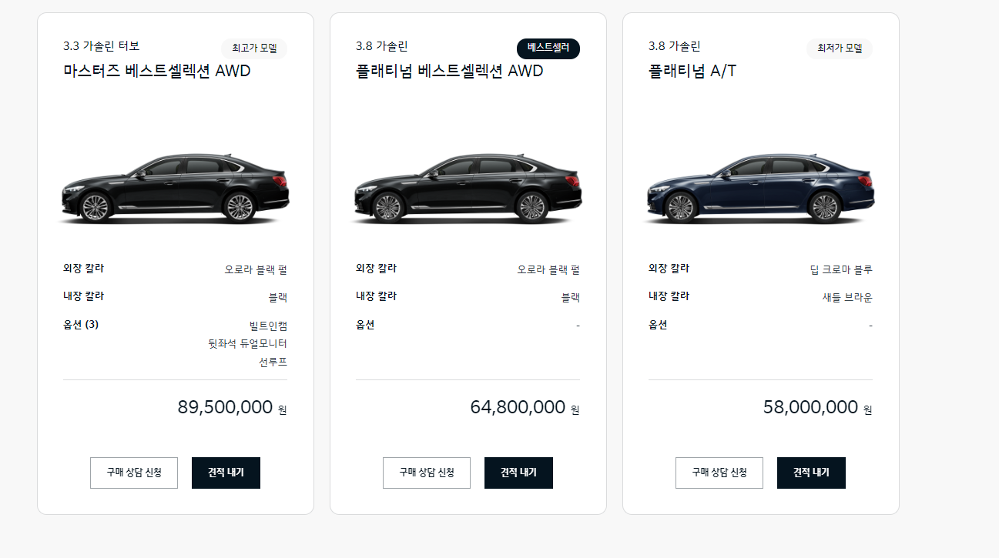 3.3 가솔린 터보
최고가 모델
마스터즈 베스트셀렉션 AWD
외장 칼라 오로라 블랙 펄
내장 칼라 블랙
옵션 (3) 빌트인캠
뒷좌석 듀얼모니터
선루프
89,500,000 원
구매 상담 신청 견적 내기
3.8 가솔린
베스트셀러
플래티넘 베스트셀렉션 AWD
외장 칼라 오로라 블랙 펄
내장 칼라 블랙
옵션 -
64,800,000 원
구매 상담 신청 견적 내기
3.8 가솔린
최저가 모델
플래티넘 A/T
외장 칼라 딥 크로마 블루
내장 칼라 새들 브라운
옵션 -
58,000,000 원
구매 상담 신청 견적 내기